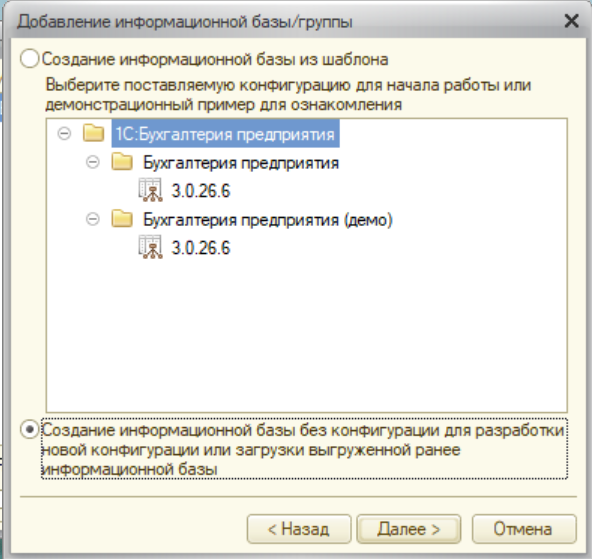 Добавление информационной базы/группы
Создание информационной базы из шаблона
Выберите поставляемую конфигурацию для начала работы или
демонстрационный пример для ознакомления
1С:Бухгалтерия предприятия
Бухгалтерия предприятия
3.0.26.6
Бухгалтерия предприятия (демо)
3.0.26.6
Создание информационной базы без конфигурации для разработки
новой конфигурации или загрузки выгруженной ранее
информационной базы
< Назад
Далее >
Отмена